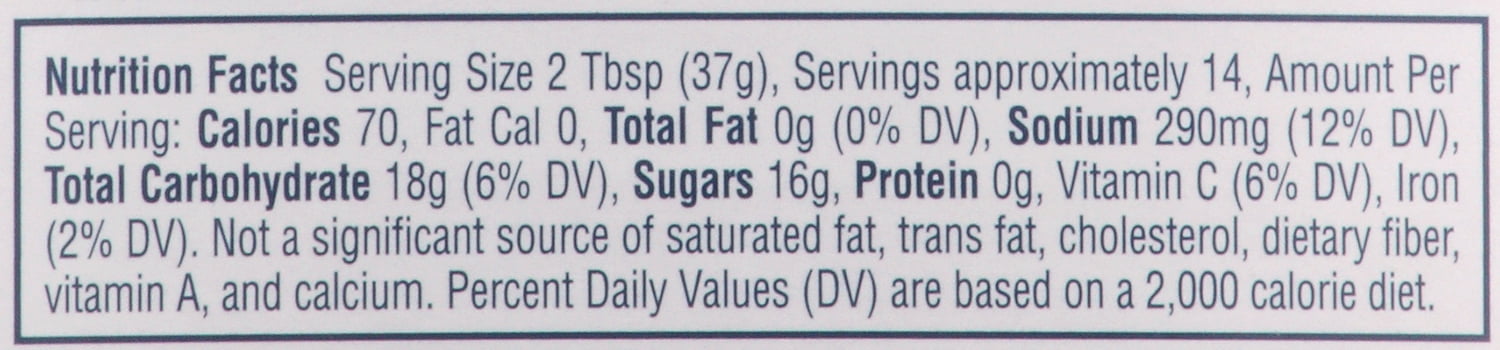 Nutrition Facts Serving Size 2 Tbsp (37g), Servings approximately 14, Amount Per
Serving: Calories 70, Fat Cal 0, Total Fat 0g (0% DV), Sodium 290mg (12% DV),
Total Carbohydrate 18g (6% DV), Sugars 16g, Protein 0g, Vitamin C (6% DV), Iron
(2% DV). Not a significant source of saturated fat, trans fat, cholesterol, dietary fiber,
vitamin A, and calcium. Percent Daily Values (DV) are based on a 2,000 calorie diet.